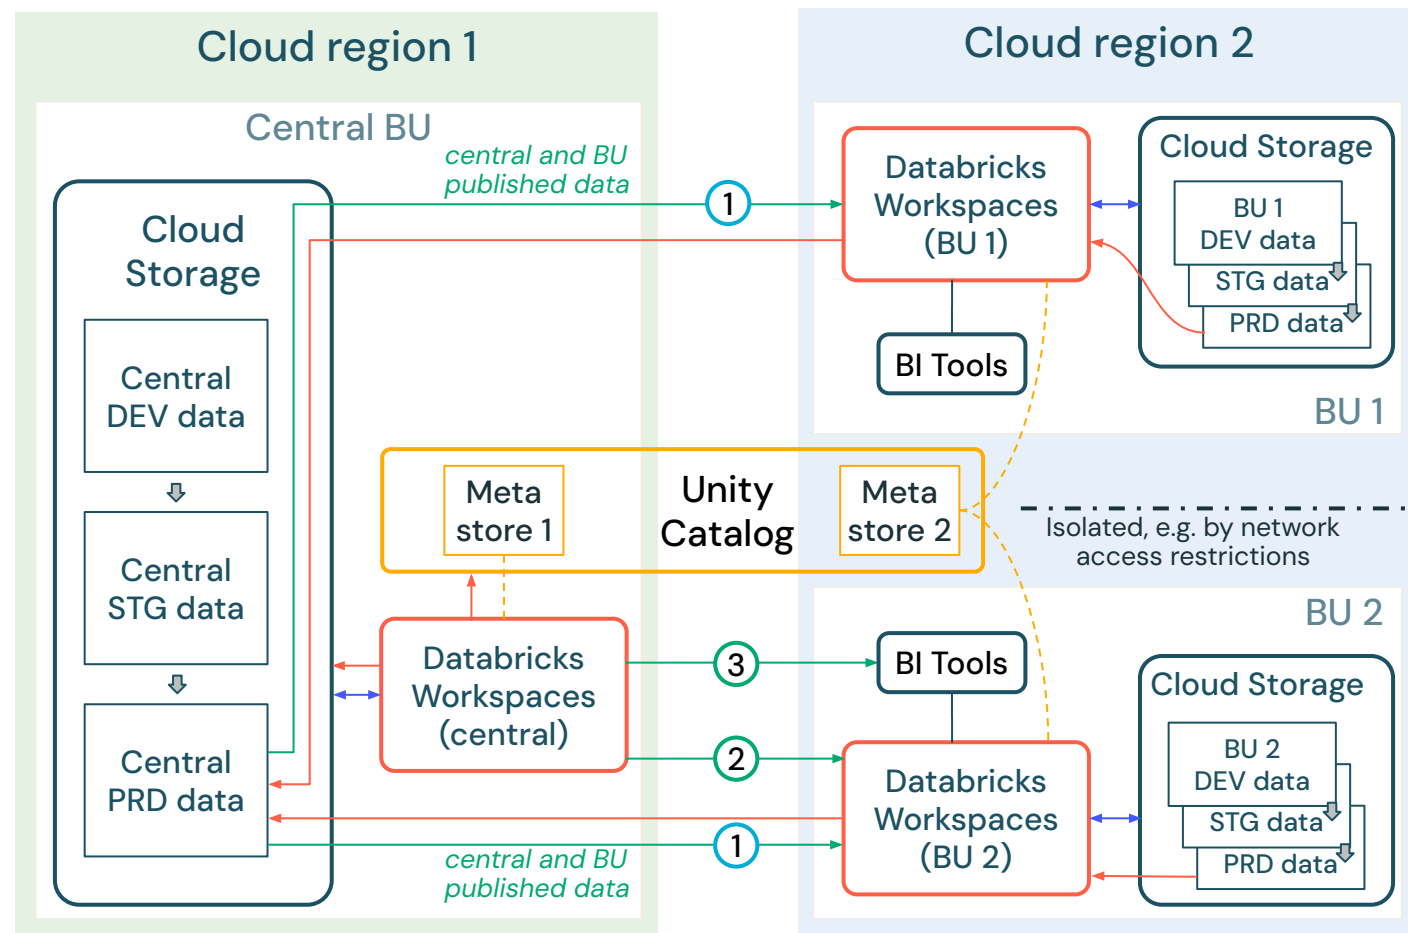 Cloud region 1
Central BU
central and BU
published data
Cloud
Storage
Central
DEV data
Central
STG data
Central
PRD data
Meta
store 1
Unity
Catalog
Meta
store 2
Databricks
Workspaces
(central)
central and BU
published data
1
3
2
1
Cloud region 2
Databricks
Workspaces
(BU 1)
BI Tools
Cloud Storage
BU 1
DEV data
STG data
PRD data
BU 1
Isolated, e.g. by network
access restrictions
BU 2
BI Tools
Databricks
Workspaces
(BU 2)
Cloud Storage
BU 2
DEV data
STG data
PRD data